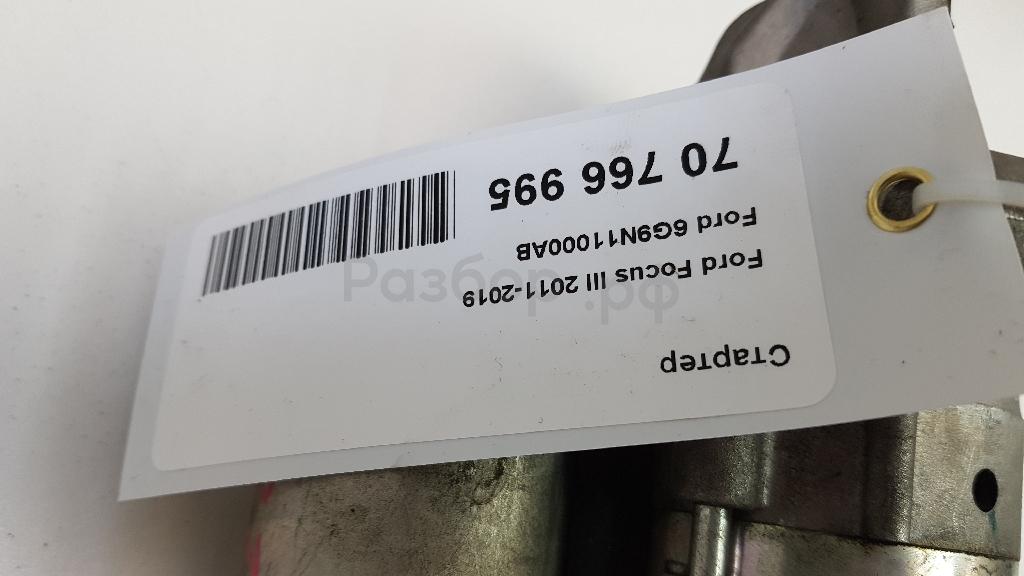 Стартер
Ford Focus III 2011-2019
Ford 6G9N11000AB
70 766 995
Разбор.рф